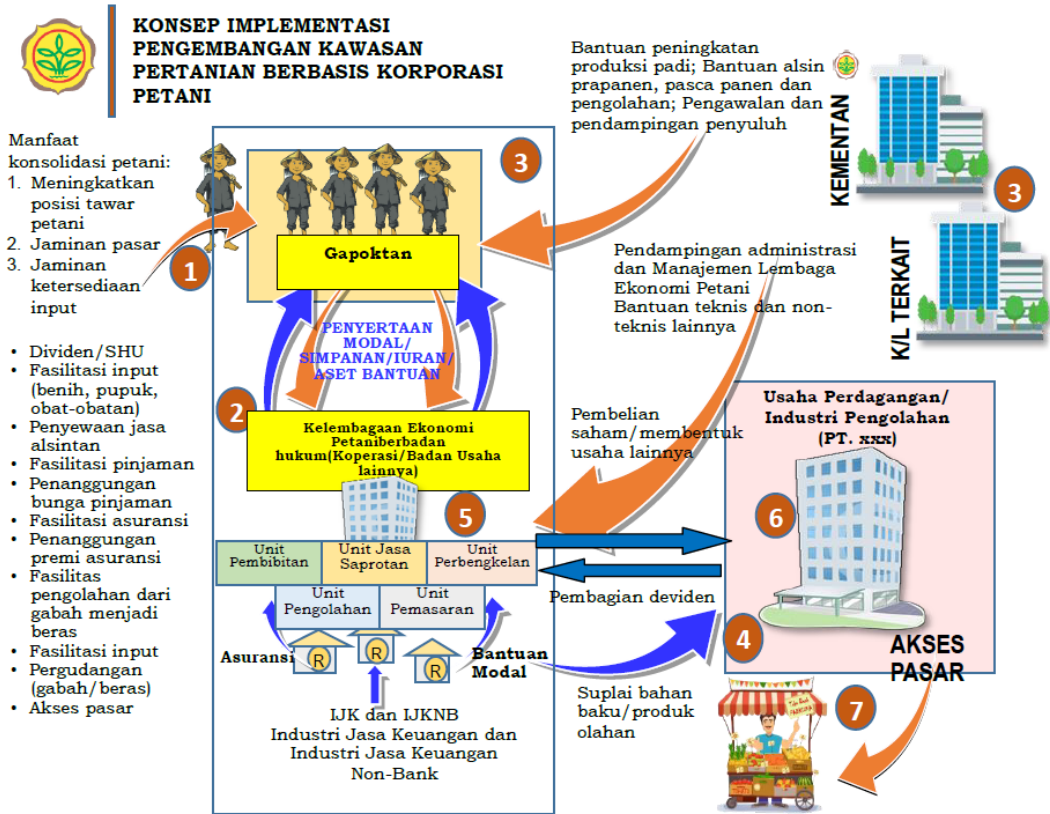 KONSEP IMPLEMENTASI
PENGEMBANGAN KAWASAN
PERTANIAN BERBASIS KORPORASI
PETANI
Manfaat
konsolidasi petani:
1. Meningkatkan
posisi tawar
petani
2. Jaminan pasar
3. Jaminan
ketersediaan
input
• Dividen/SHU
• Fasilitasi input
(benih, pupuk,
obat-obatan)
• Penyewaan jasa
alsintan
• Fasilitasi pinjaman
• Penanggungan
bunga pinjaman
• Fasilitasi asuransi
• Penanggungan
premi asuransi
• Fasilitas
pengolahan dari
gabah menjadi
beras
• Fasilitasi input
• Pergudangan
(gabah/beras)
• Akses pasar
1
3
Gapoktan
PENYERTAAN
MODAL/
SIMPANAN/IURAN/
ASET BANTUAN
2
Kelembagaan Ekonomi
Petaniberbadan
hukum(Koperasi/Badan Usaha
lainnya)
5
Unit
Pembibitan
Unit Jasa
Saprotan
Unit
Perbengkelan
Unit
Pengolahan
Unit
Pemasaran
Asuransi
R
R
R
Bantuan
Modal
IJK dan IJKNB
Industri Jasa Keuangan dan
Industri Jasa Keuangan
Non-Bank
Bantuan peningkatan
produksi padi; Bantuan alsin
prapanen, pasca panen dan
pengolahan; Pengawalan dan
pendampingan penyuluh
KEMENTAN
3
K/L TERKAIT
Pendampingan administrasi
dan Manajemen Lembaga
Ekonomi Petani
Bantuan teknis dan non-
teknis lainnya
Pembelian
saham/membentuk
usaha lainnya
Pembagian deviden
Suplai bahan
baku/produk
olahan
Usaha Perdagangan/
Industri Pengolahan
(PT. xxx)
6
4
AKSES
PASAR
7